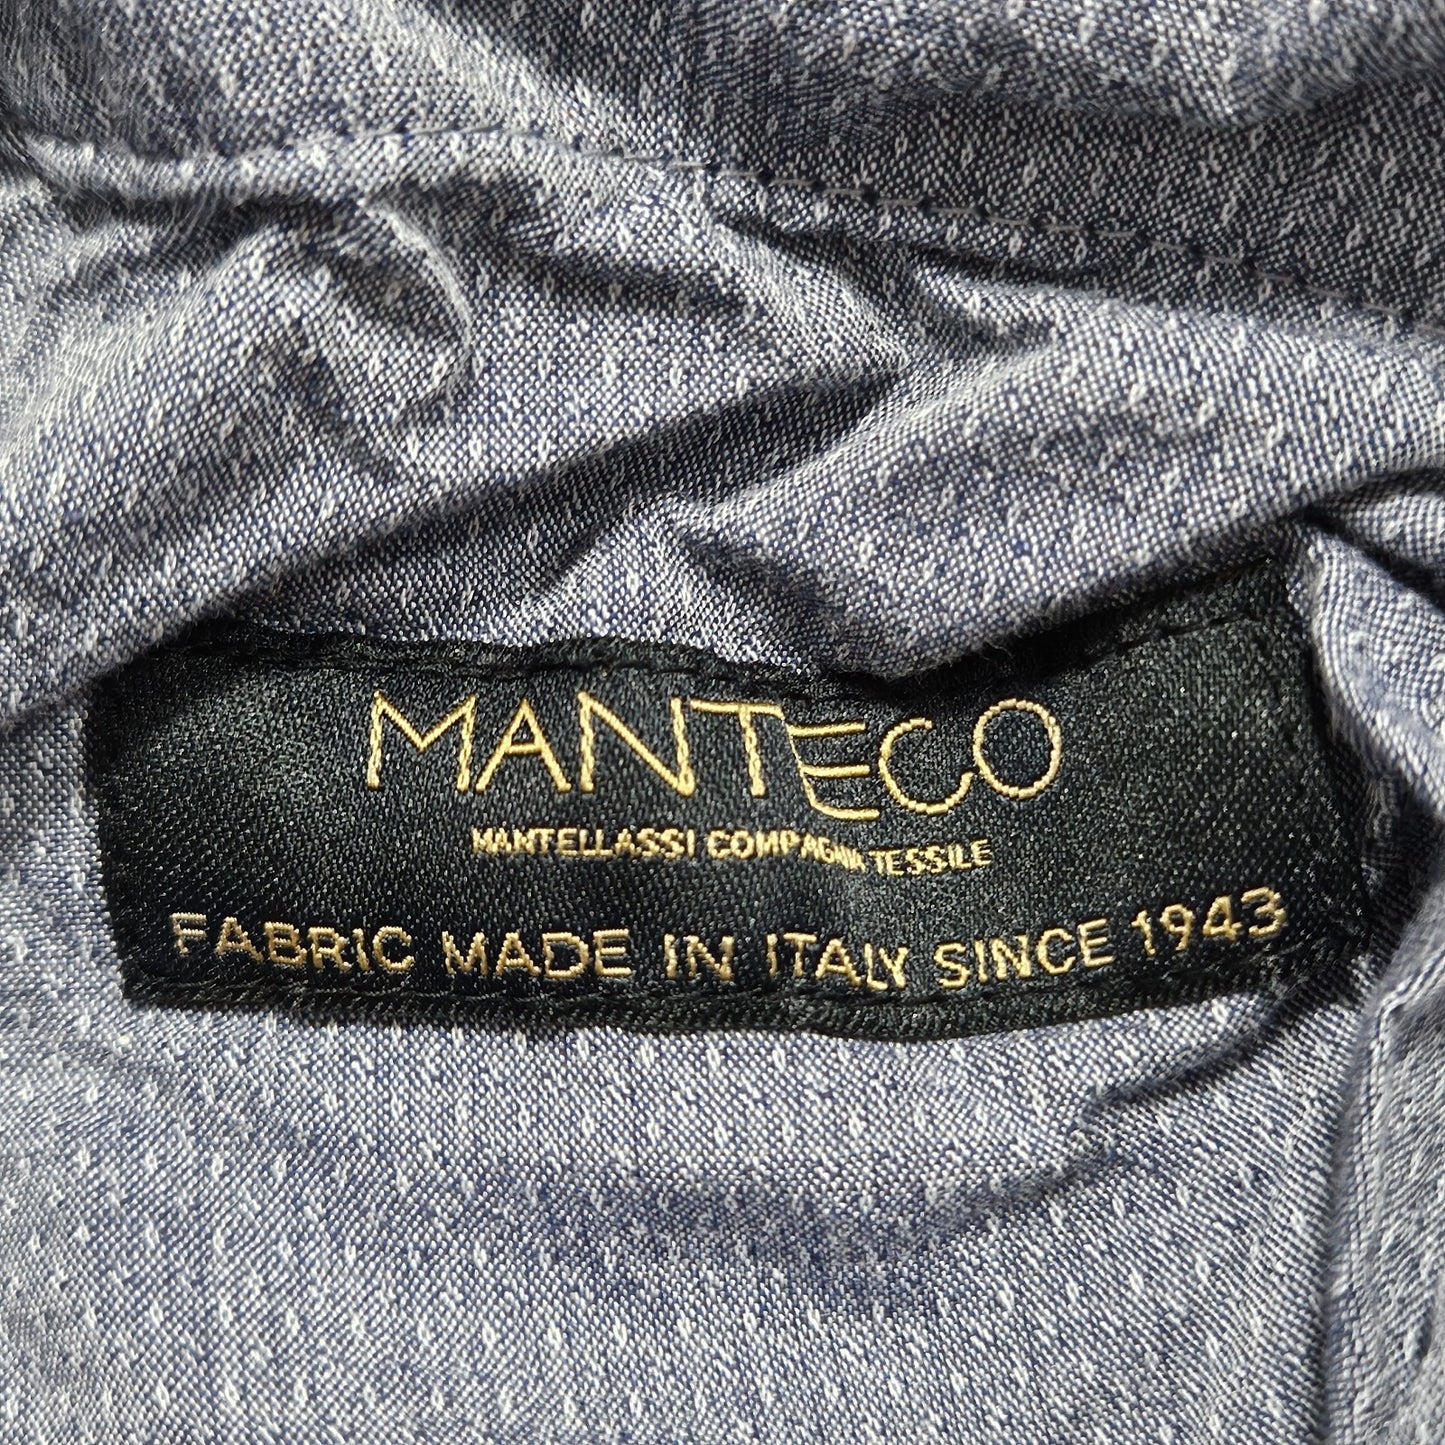 MANTECO
MANTELLASSI COMPAGNIA TESSILE
FABRIC MADE IN ITALY SINCE 1943